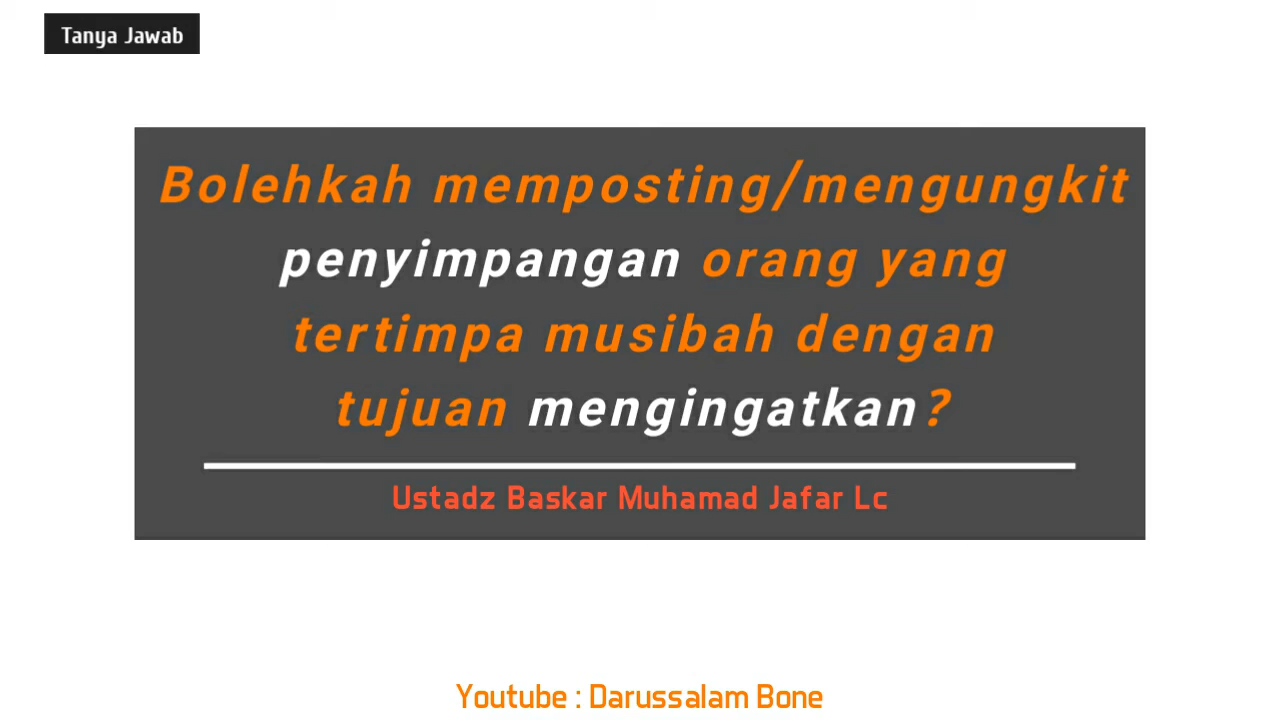 Tanya Jawab
Bolehkah memposting/mengungkit
penyimpangan orang yang
tertimpa musibah dengan
tujuan mengingatkan?
Ustadz Baskar Muhamad Jafar Lc
Youtube : Darussalam Bone